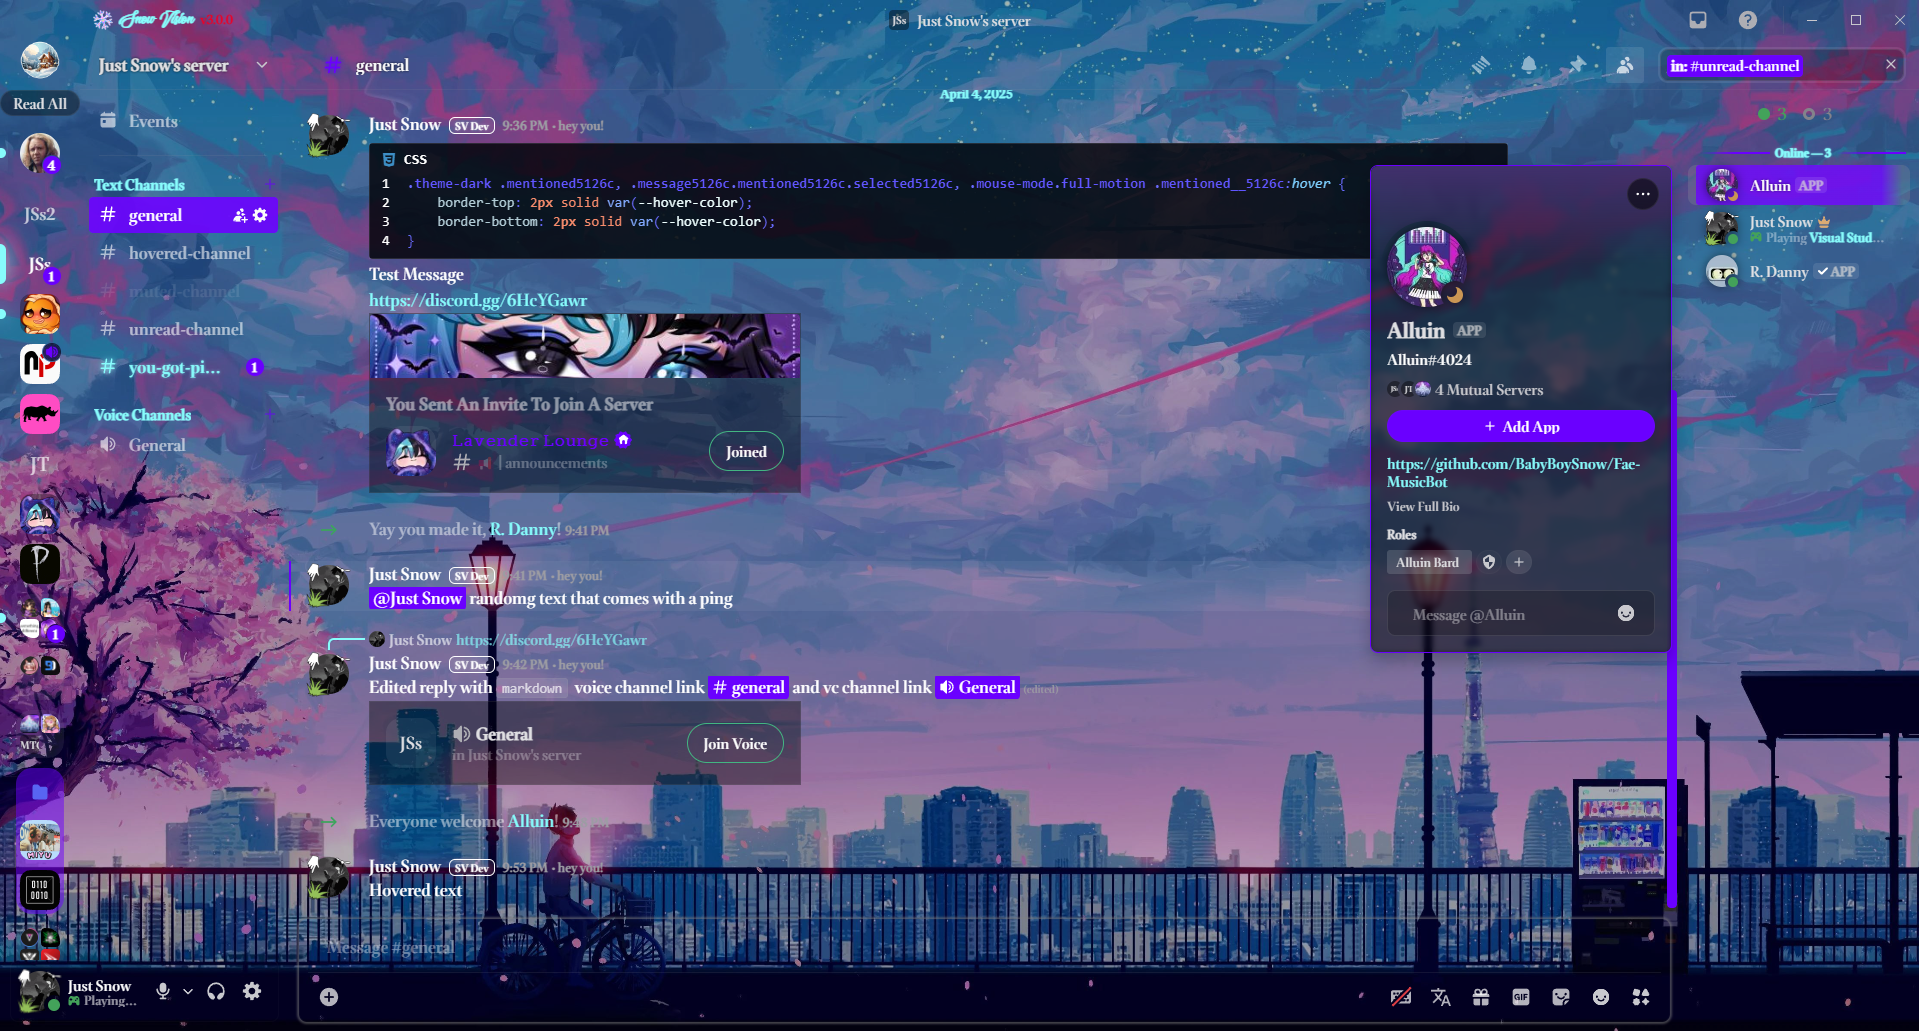 Snow Vision v3.0.0
JSs Just Snow's server
Just Snow's server
# general
in: #unread-channel
Read All
Events
4
Text Channels
# general
JSs2
# hovered-channel
JSs
1
# muted-channel
# unread-channel
# you-got-pi... 1
Voice Channels
General
JT
1
MTC
MIYU
0110
0010
Just Snow
Playing...
April 4, 2025
Just Snow SV Dev 9:36 PM • hey you!
CSS
1 .theme-dark .mentioned5126c, .message5126c.mentioned5126c.selected5126c, .mouse-mode.full-motion .mentioned__5126c:hover {
2 border-top: 2px solid var(--hover-color);
3 border-bottom: 2px solid var(--hover-color);
4 }
Test Message
https://discord.gg/6HcYGawr
You Sent An Invite To Join A Server
Lavender Lounge
# | announcements
Joined
Yay you made it, R. Danny! 9:41 PM
Just Snow SV Dev 9:41 PM • hey you!
@Just Snow randomg text that comes with a ping
Just Snow https://discord.gg/6HcYGawr
Just Snow SV Dev 9:42 PM • hey you!
Edited reply with markdown voice channel link # general and vc channel link General (edited)
JSs
General
in Just Snow's server
Join Voice
Everyone welcome Alluin!
Just Snow SV Dev 9:53 PM • hey you!
Hovered text
Message #general
GIF
Alluin APP
Alluin#4024
JSs JT 4 Mutual Servers
+ Add App
https://github.com/BabyBoySnow/Fae-
MusicBot
View Full Bio
Roles
Alluin Bard
Message @Alluin
3 3
Online — 3
Alluin APP
Just Snow
Playing Visual Stud...
R. Danny APP